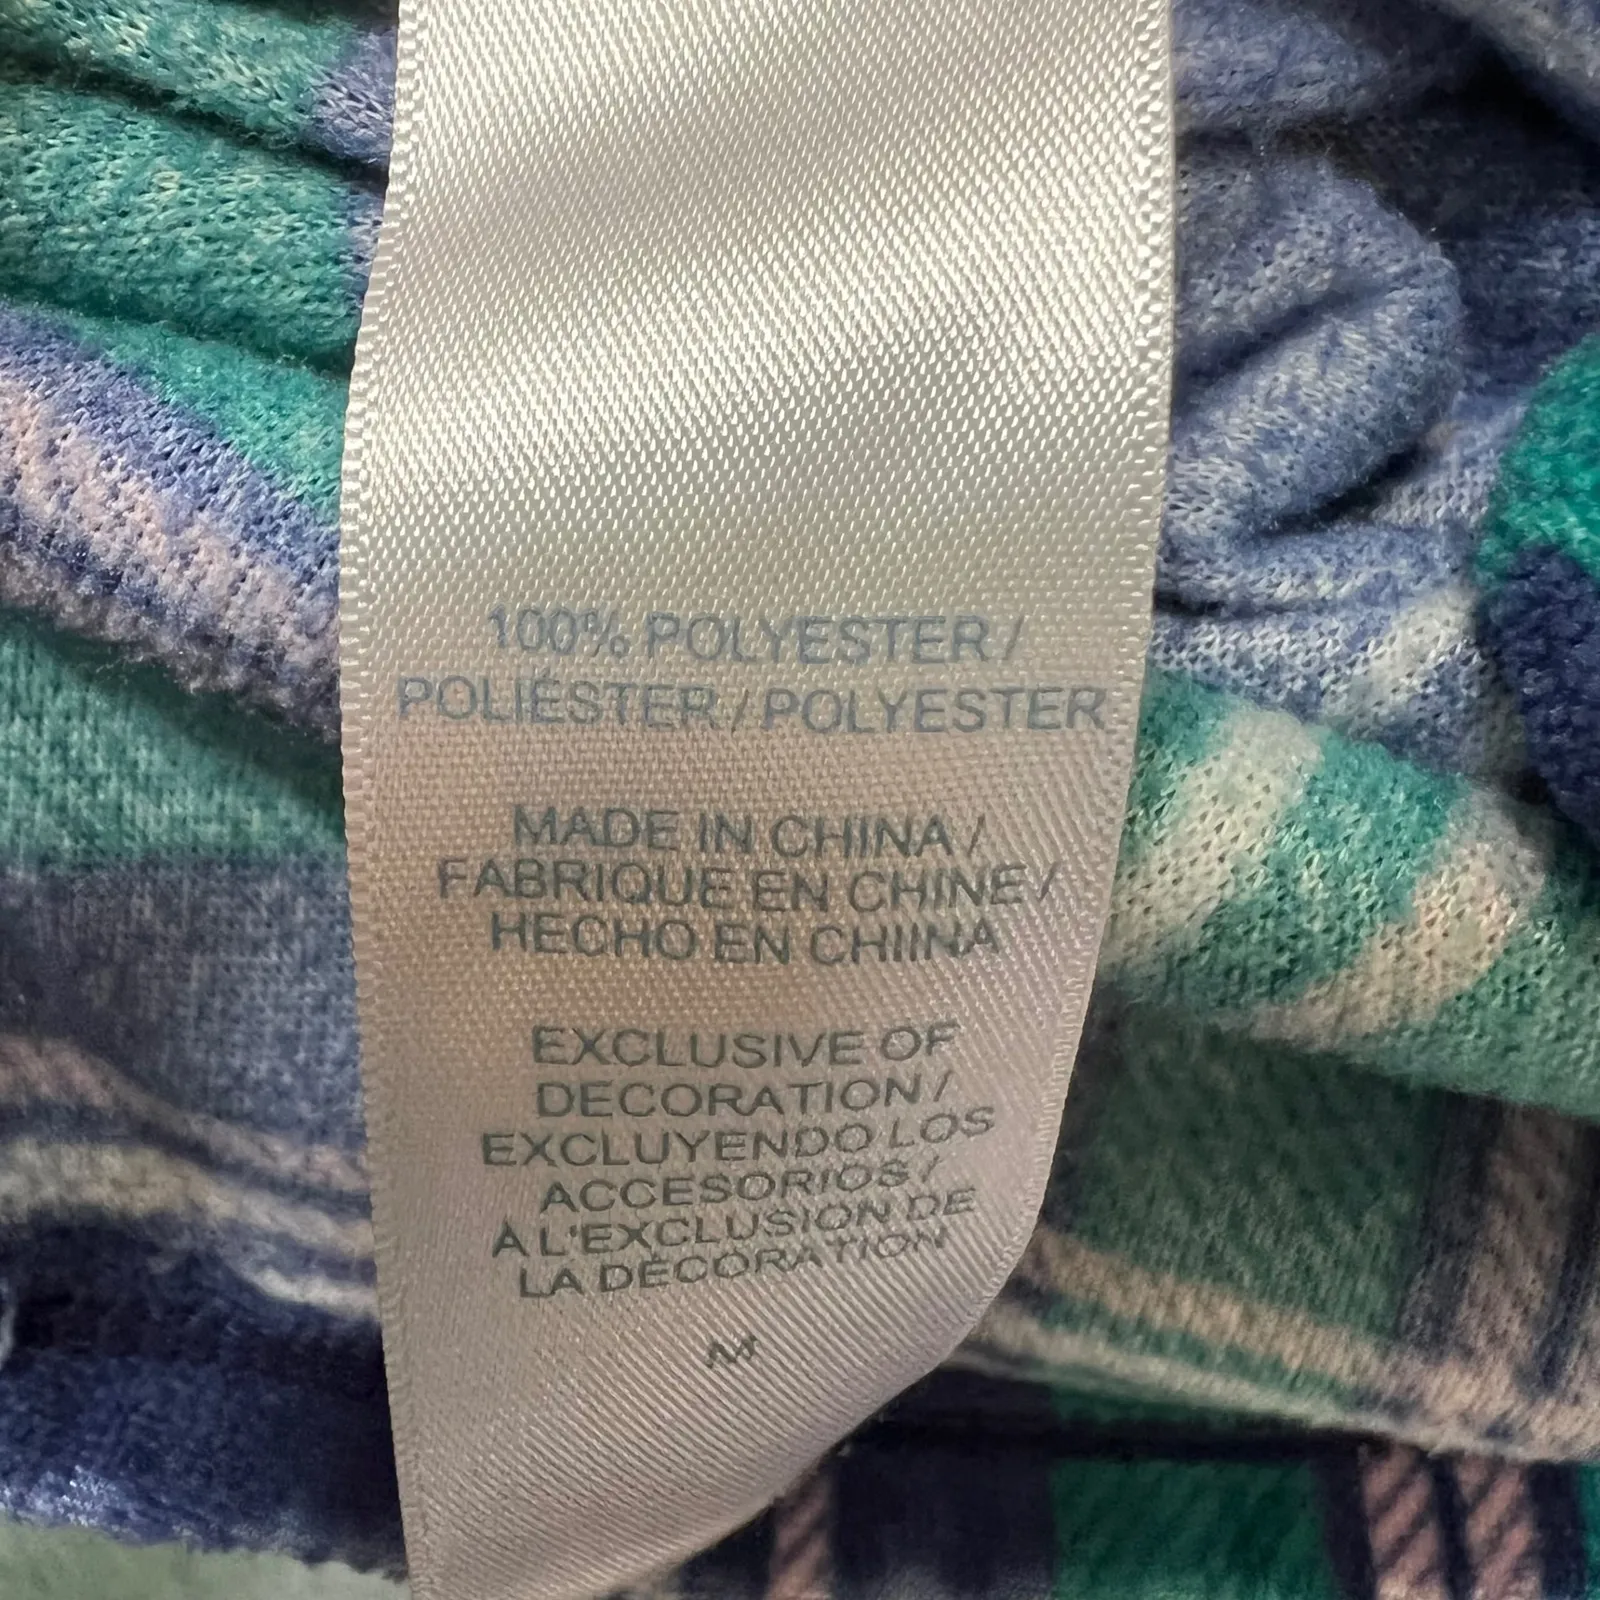 100% POLYESTER /
POLIÉSTER / POLYESTER
MADE IN CHINA /
FABRIQUE EN CHINE /
HECHO EN CHIINA
EXCLUSIVE OF
DECORATION /
EXCLUYENDO LOS
ACCESORIOS /
À L'EXCLUSION DE
LA DÉCORATION
M